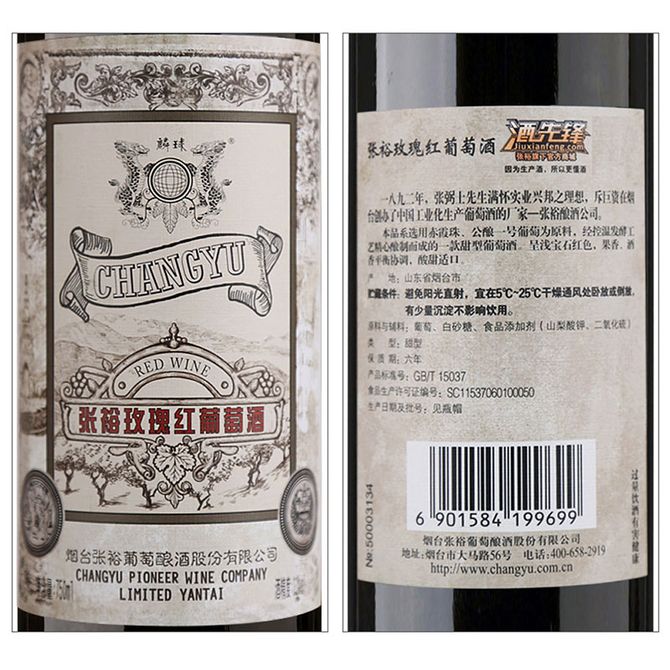 麟球
CHANGYU
RED WINE
张裕玫瑰红葡萄酒
烟台张裕葡萄酿酒股份有限公司
CHANGYU PIONEER WINE COMPANY
LIMITED YANTAI
750ml
张裕玫瑰红葡萄酒
酒先锋
Jiuxianfeng.com
张裕旗下官方商城
因为生产酒，所以更懂酒
一八九二年，张弼士先生满怀实业兴邦之理想，斥巨资在烟
台创办了中国工业化生产葡萄酒的厂家一张裕酿酒公司。
本品系选用赤霞珠、公酿一号葡萄为原料，经控温发酵工
艺精心酿制而成的一款甜型葡萄酒。呈浅宝石红色，果香、酒
香平衡协调，酸甜适口。
产 地：山东省烟台市
贮藏条件：避免阳光直射，宜在5℃~25℃干燥通风处卧放或倒放，
有少量沉淀不影响饮用。
原料与辅料：葡萄、白砂糖、食品添加剂（山梨酸钾、二氧化硫）
类 型：甜型
保 质 期：六年
产品标准号：GB/T 15037
食品生产许可证编号：SC11537060100050
生产日期及批号：见瓶帽
6 901584 199699
No:50003134
过量饮酒有害健康
烟台张裕葡萄酿酒股份有限公司
地址：烟台市大马路56号 电话：400-658-2919
http://www.changyu.com.cn